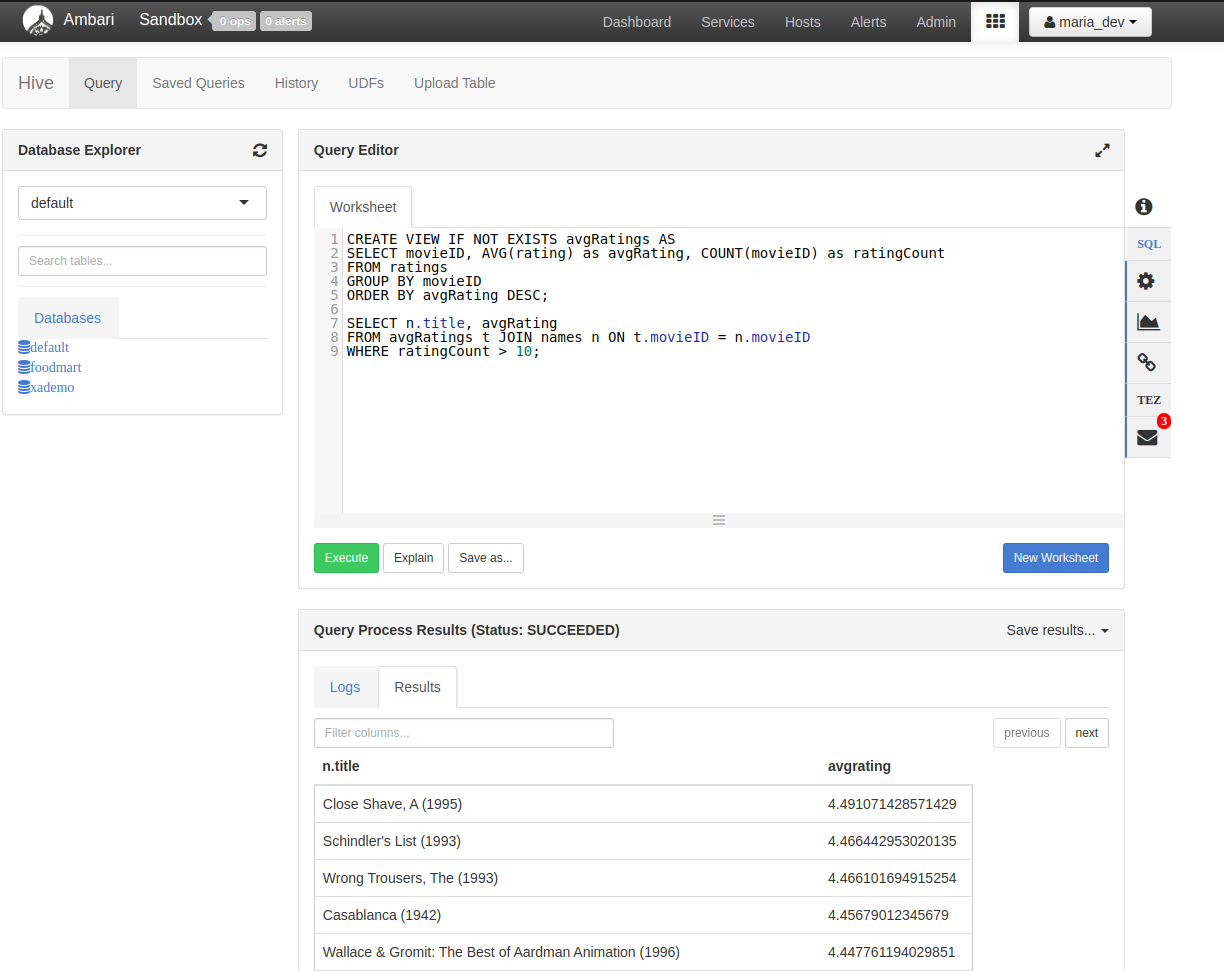 Ambari Sandbox 0 ops 0 alerts Dashboard Services Hosts Alerts Admin maria_dev
Hive Query Saved Queries History UDFs Upload Table
Database Explorer
default
Search tables...
Databases
default
foodmart
xademo
Query Editor
Worksheet
1 CREATE VIEW IF NOT EXISTS avgRatings AS
2 SELECT movieID, AVG(rating) as avgRating, COUNT(movieID) as ratingCount
3 FROM ratings
4 GROUP BY movieID
5 ORDER BY avgRating DESC;
6
7 SELECT n.title, avgRating
8 FROM avgRatings t JOIN names n ON t.movieID = n.movieID
9 WHERE ratingCount > 10;
SQL
TEZ
3
Execute Explain Save as... New Worksheet
Query Process Results (Status: SUCCEEDED) Save results...
Logs Results
Filter columns... previous next
n.title avgrating
Close Shave, A (1995) 4.491071428571429
Schindler's List (1993) 4.466442953020135
Wrong Trousers, The (1993) 4.466101694915254
Casablanca (1942) 4.45679012345679
Wallace & Gromit: The Best of Aardman Animation (1996) 4.447761194029851